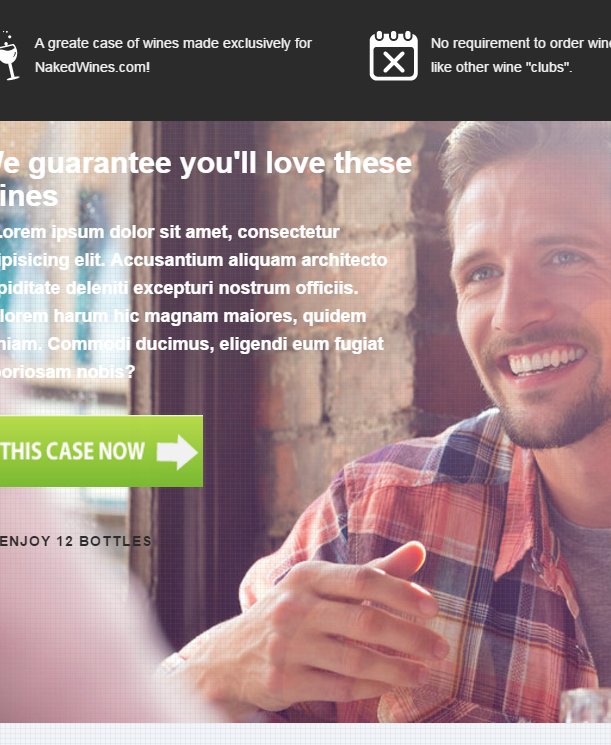 A greate case of wines made exclusively for
NakedWines.com!
No requirement to order wine
like other wine "clubs".
We guarantee you'll love these
ines
Lorem ipsum dolor sit amet, consectetur
ipisicing elit. Accusantium aliquam architecto
piditate deleniti excepturi nostrum officiis.
lorem harum hic magnam maiores, quidem
niam. Commodi ducimus, eligendi eum fugiat
boriosam nobis?
THIS CASE NOW
ENJOY 12 BOTTLES